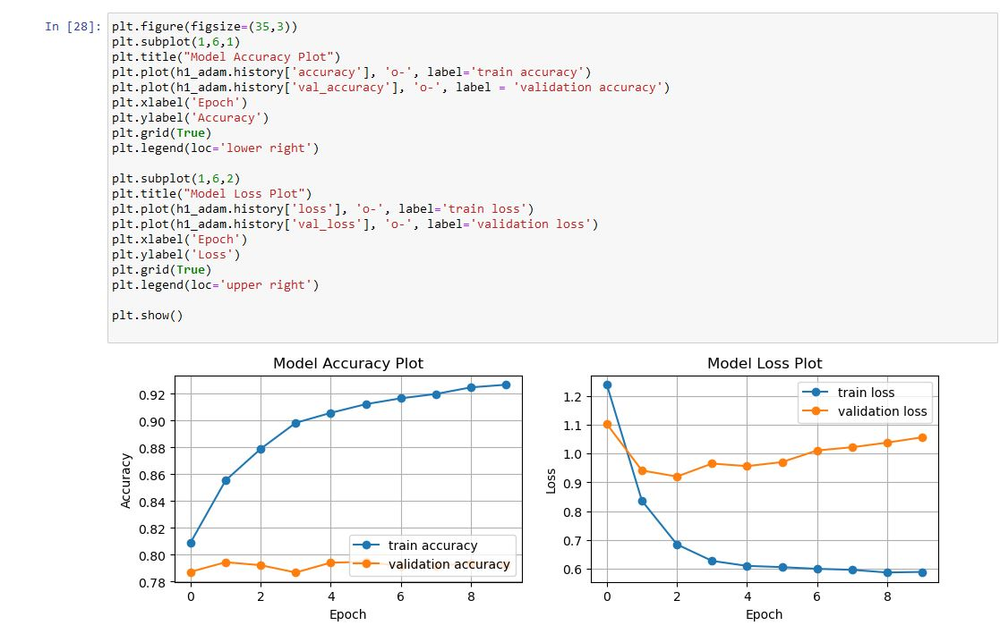 In [28]:
plt.figure(figsize=(35,3))
plt.subplot(1,6,1)
plt.title("Model Accuracy Plot")
plt.plot(h1_adam.history['accuracy'], 'o-', label='train accuracy')
plt.plot(h1_adam.history['val_accuracy'], 'o-', label = 'validation accuracy')
plt.xlabel('Epoch')
plt.ylabel('Accuracy')
plt.grid(True)
plt.legend(loc='lower right')
plt.subplot(1,6,2)
plt.title("Model Loss Plot")
plt.plot(h1_adam.history['loss'], 'o-', label='train loss')
plt.plot(h1_adam.history['val_loss'], 'o-', label='validation loss')
plt.xlabel('Epoch')
plt.ylabel('Loss')
plt.grid(True)
plt.legend(loc='upper right')
plt.show()
Model Accuracy Plot
0.92
0.90
0.88
0.86
0.84
0.82
0.80
0.78
Accuracy
train accuracy
validation accuracy
0 2 4 6 8
Epoch
Model Loss Plot
1.2
1.1
1.0
0.9
0.8
0.7
0.6
Loss
train loss
validation loss
0 2 4 6 8
Epoch